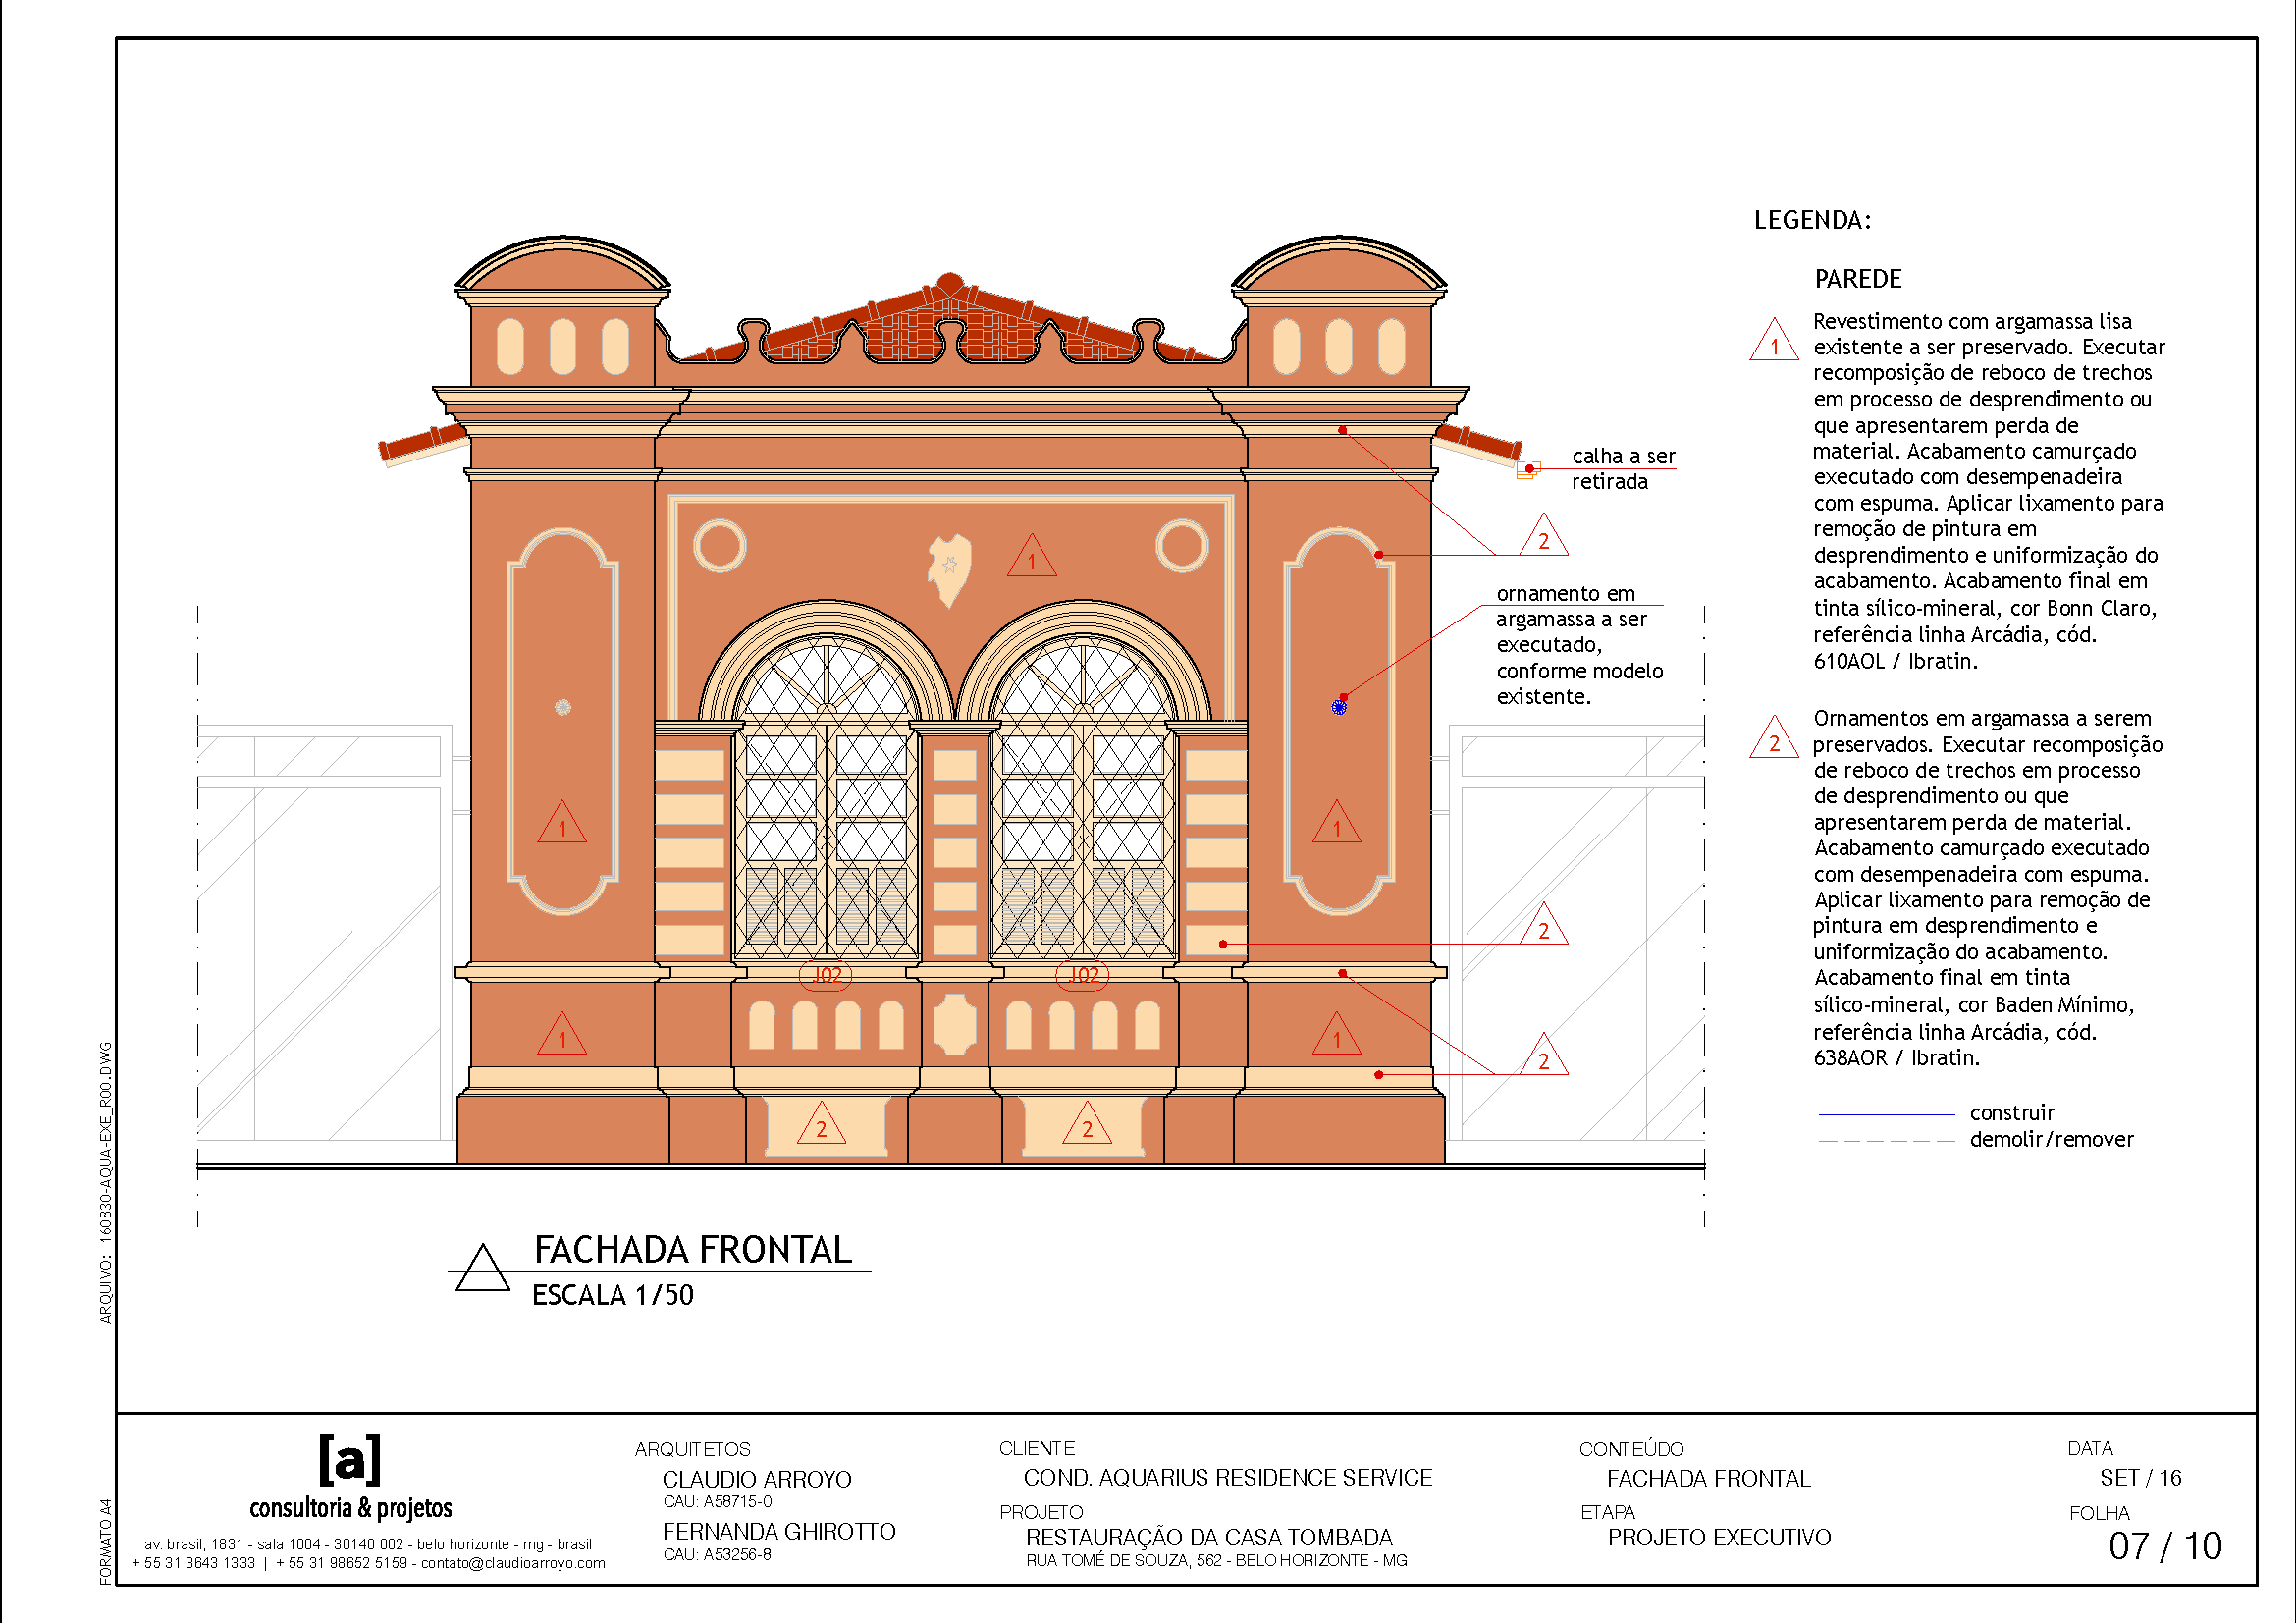 LEGENDA:
PAREDE
1
Revestimento com argamassa lisa
existente a ser preservado. Executar
recomposição de reboco de trechos
em processo de desprendimento ou
que apresentarem perda de
material. Acabamento camurçado
executado com desempenadeira
com espuma. Aplicar lixamento para
remoção de pintura em
desprendimento e uniformização do
acabamento. Acabamento final em
tinta sílico-mineral, cor Bonn Claro,
referência linha Arcádia, cód.
610AOL / Ibratin.
2
Ornamentos em argamassa a serem
preservados. Executar recomposição
de reboco de trechos em processo
de desprendimento ou que
apresentarem perda de material.
Acabamento camurçado executado
com desempenadeira com espuma.
Aplicar lixamento para remoção de
pintura em desprendimento e
uniformização do acabamento.
Acabamento final em tinta
sílico-mineral, cor Baden Mínimo,
referência linha Arcádia, cód.
638AOR / Ibratin.
construir
demolir/remover
calha a ser
retirada
2
1
ornamento em
argamassa a ser
executado,
conforme modelo
existente.
1
1
2
J02
J02
1
1
2
2
2
FACHADA FRONTAL
ESCALA 1/50
ARQUIVO: 160830-AQUA-EXE_R00.DWG
FORMATO A4
[a]
consultoria & projetos
av. brasil, 1831 - sala 1004 - 30140 002 - belo horizonte - mg - brasil
+ 55 31 3643 1333 | + 55 31 98652 5159 - contato@claudioarroyo.com
ARQUITETOS
CLAUDIO ARROYO
CAU: A58715-0
FERNANDA GHIROTTO
CAU: A53256-8
CLIENTE
COND. AQUARIUS RESIDENCE SERVICE
PROJETO
RESTAURAÇÃO DA CASA TOMBADA
RUA TOMÉ DE SOUZA, 562 - BELO HORIZONTE - MG
CONTEÚDO
FACHADA FRONTAL
ETAPA
PROJETO EXECUTIVO
DATA
SET / 16
FOLHA
07 / 10